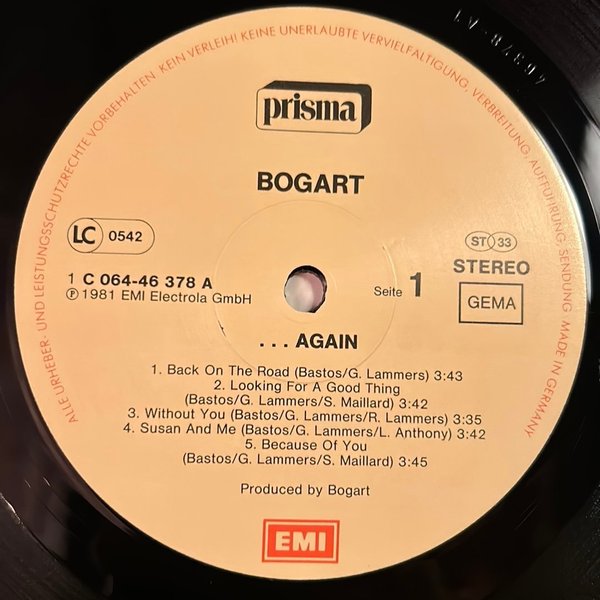 ALLE URHEBER- UND LEISTUNGSSCHUTZRECHTE VORBEHALTEN KEIN VERLEIH! KEINE UNERLAUBTE VERVIELFÄLTIGUNG, VERBREITUNG, AUFFÜHRUNG, SENDUNG MADE IN GERMANY
prisma
BOGART
LC 0542
ST 33
1 C 064-46 378 A
STEREO
Ⓟ 1981 EMI Electrola GmbH
Seite 1
GEMA
. . . AGAIN
1. Back On The Road (Bastos/G. Lammers) 3:43
2. Looking For A Good Thing
(Bastos/G. Lammers/S. Maillard) 3:42
3. Without You (Bastos/G. Lammers/R. Lammers) 3:35
4. Susan And Me (Bastos/G. Lammers/L. Anthony) 3:42
5. Because Of You
(Bastos/G. Lammers/S. Maillard) 3:45
Produced by Bogart
EMI